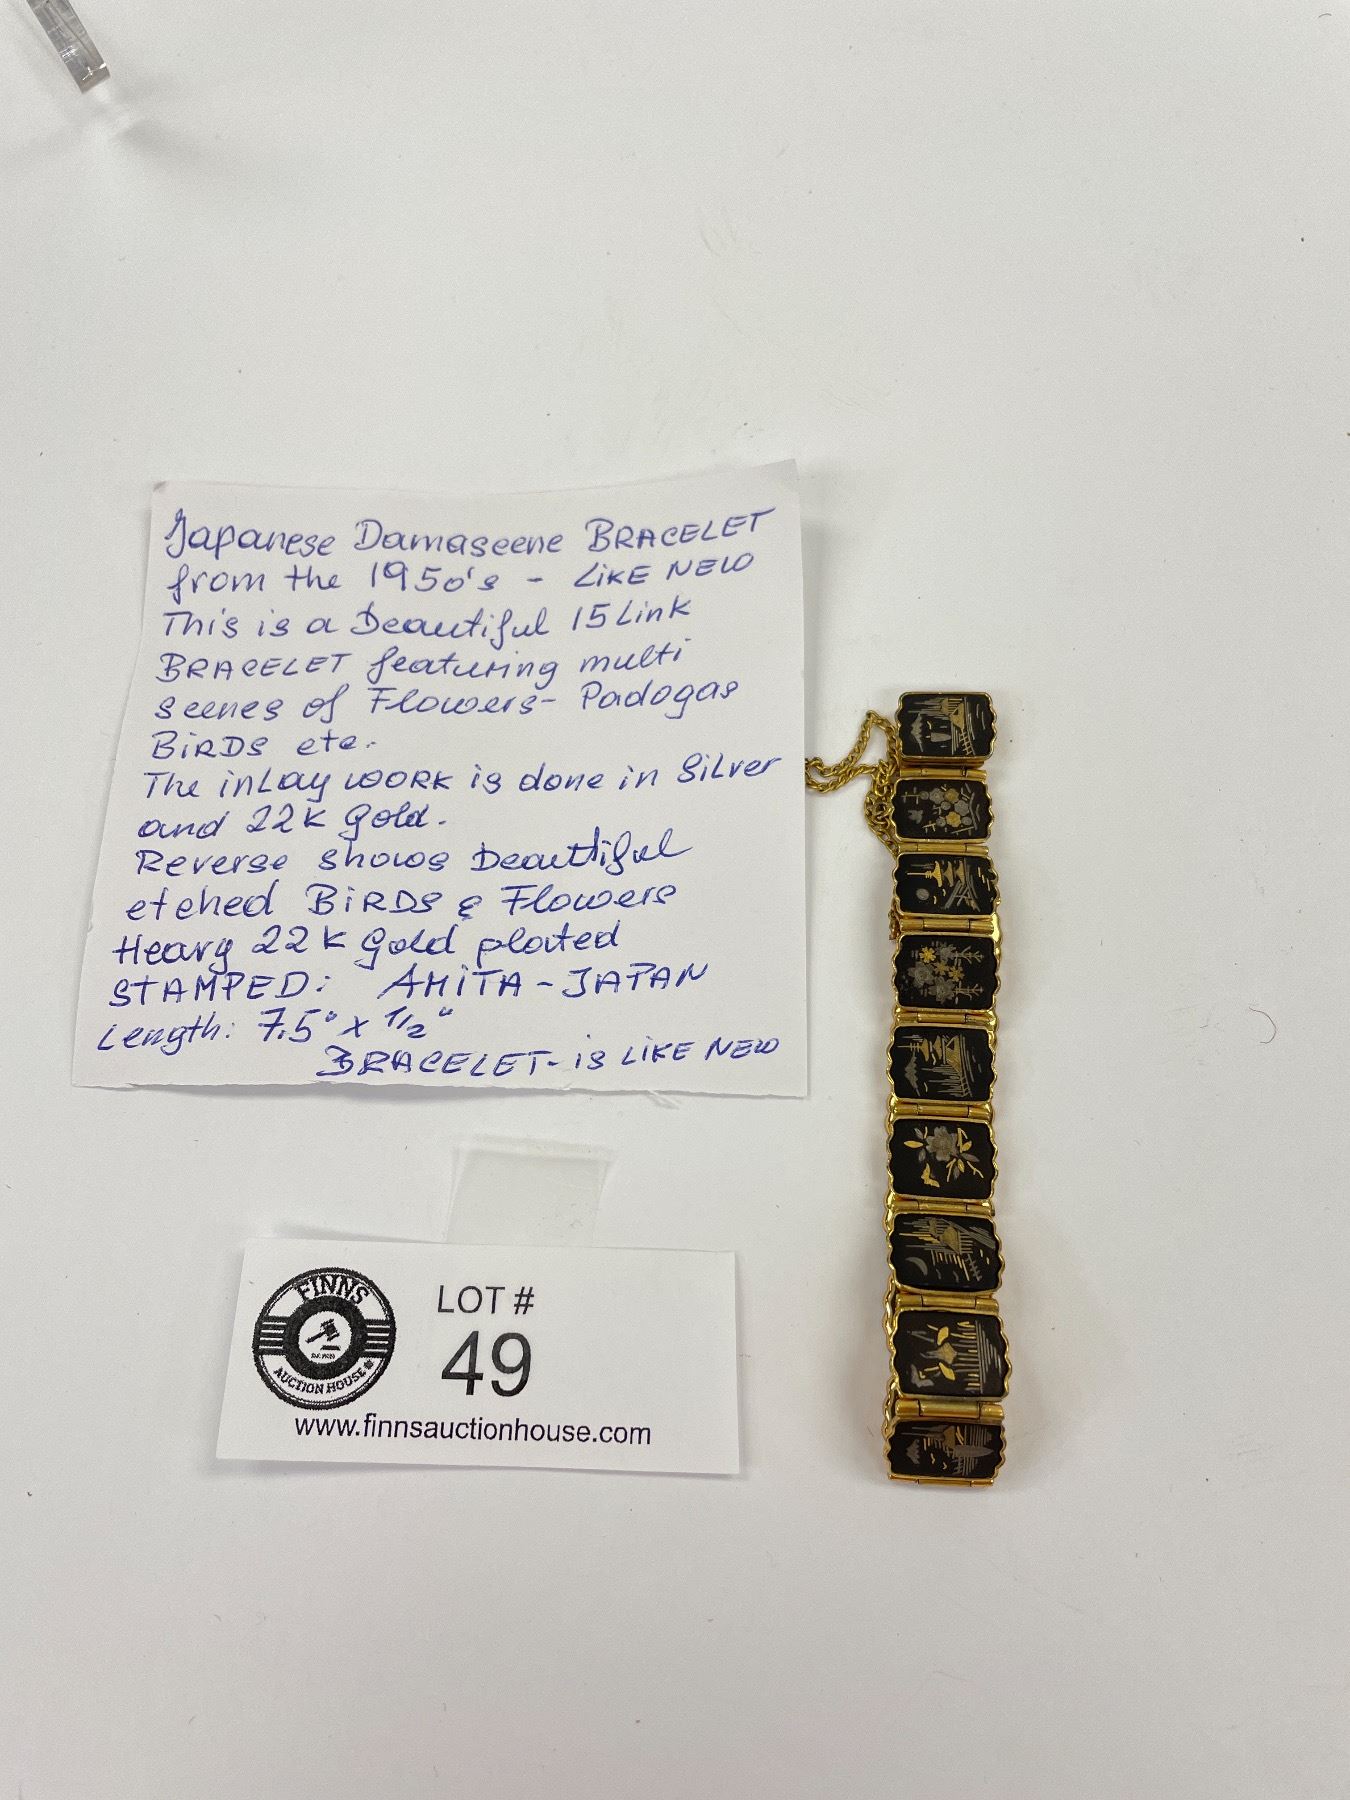 Japanese Damascene BRACELET
from the 1950's - LIKE NEW
This is a Beautiful 15 Link
BRACELET featuring multi
scenes of Flowers- Padogas
BIRDS etc.
The inlay WORK is done in Silver
and 22K Gold.
Reverse shows Beauttiful
etched BIRDS & Flowers
Heavy 22K Gold plated
STAMPED: AMITA - JAPAN
Length: 7.5" x 1/2"
BRACELET- is LIKE NEW
FINNS
AUCTION HOUSE
LOT #
49
www.finnsauctionhouse.com